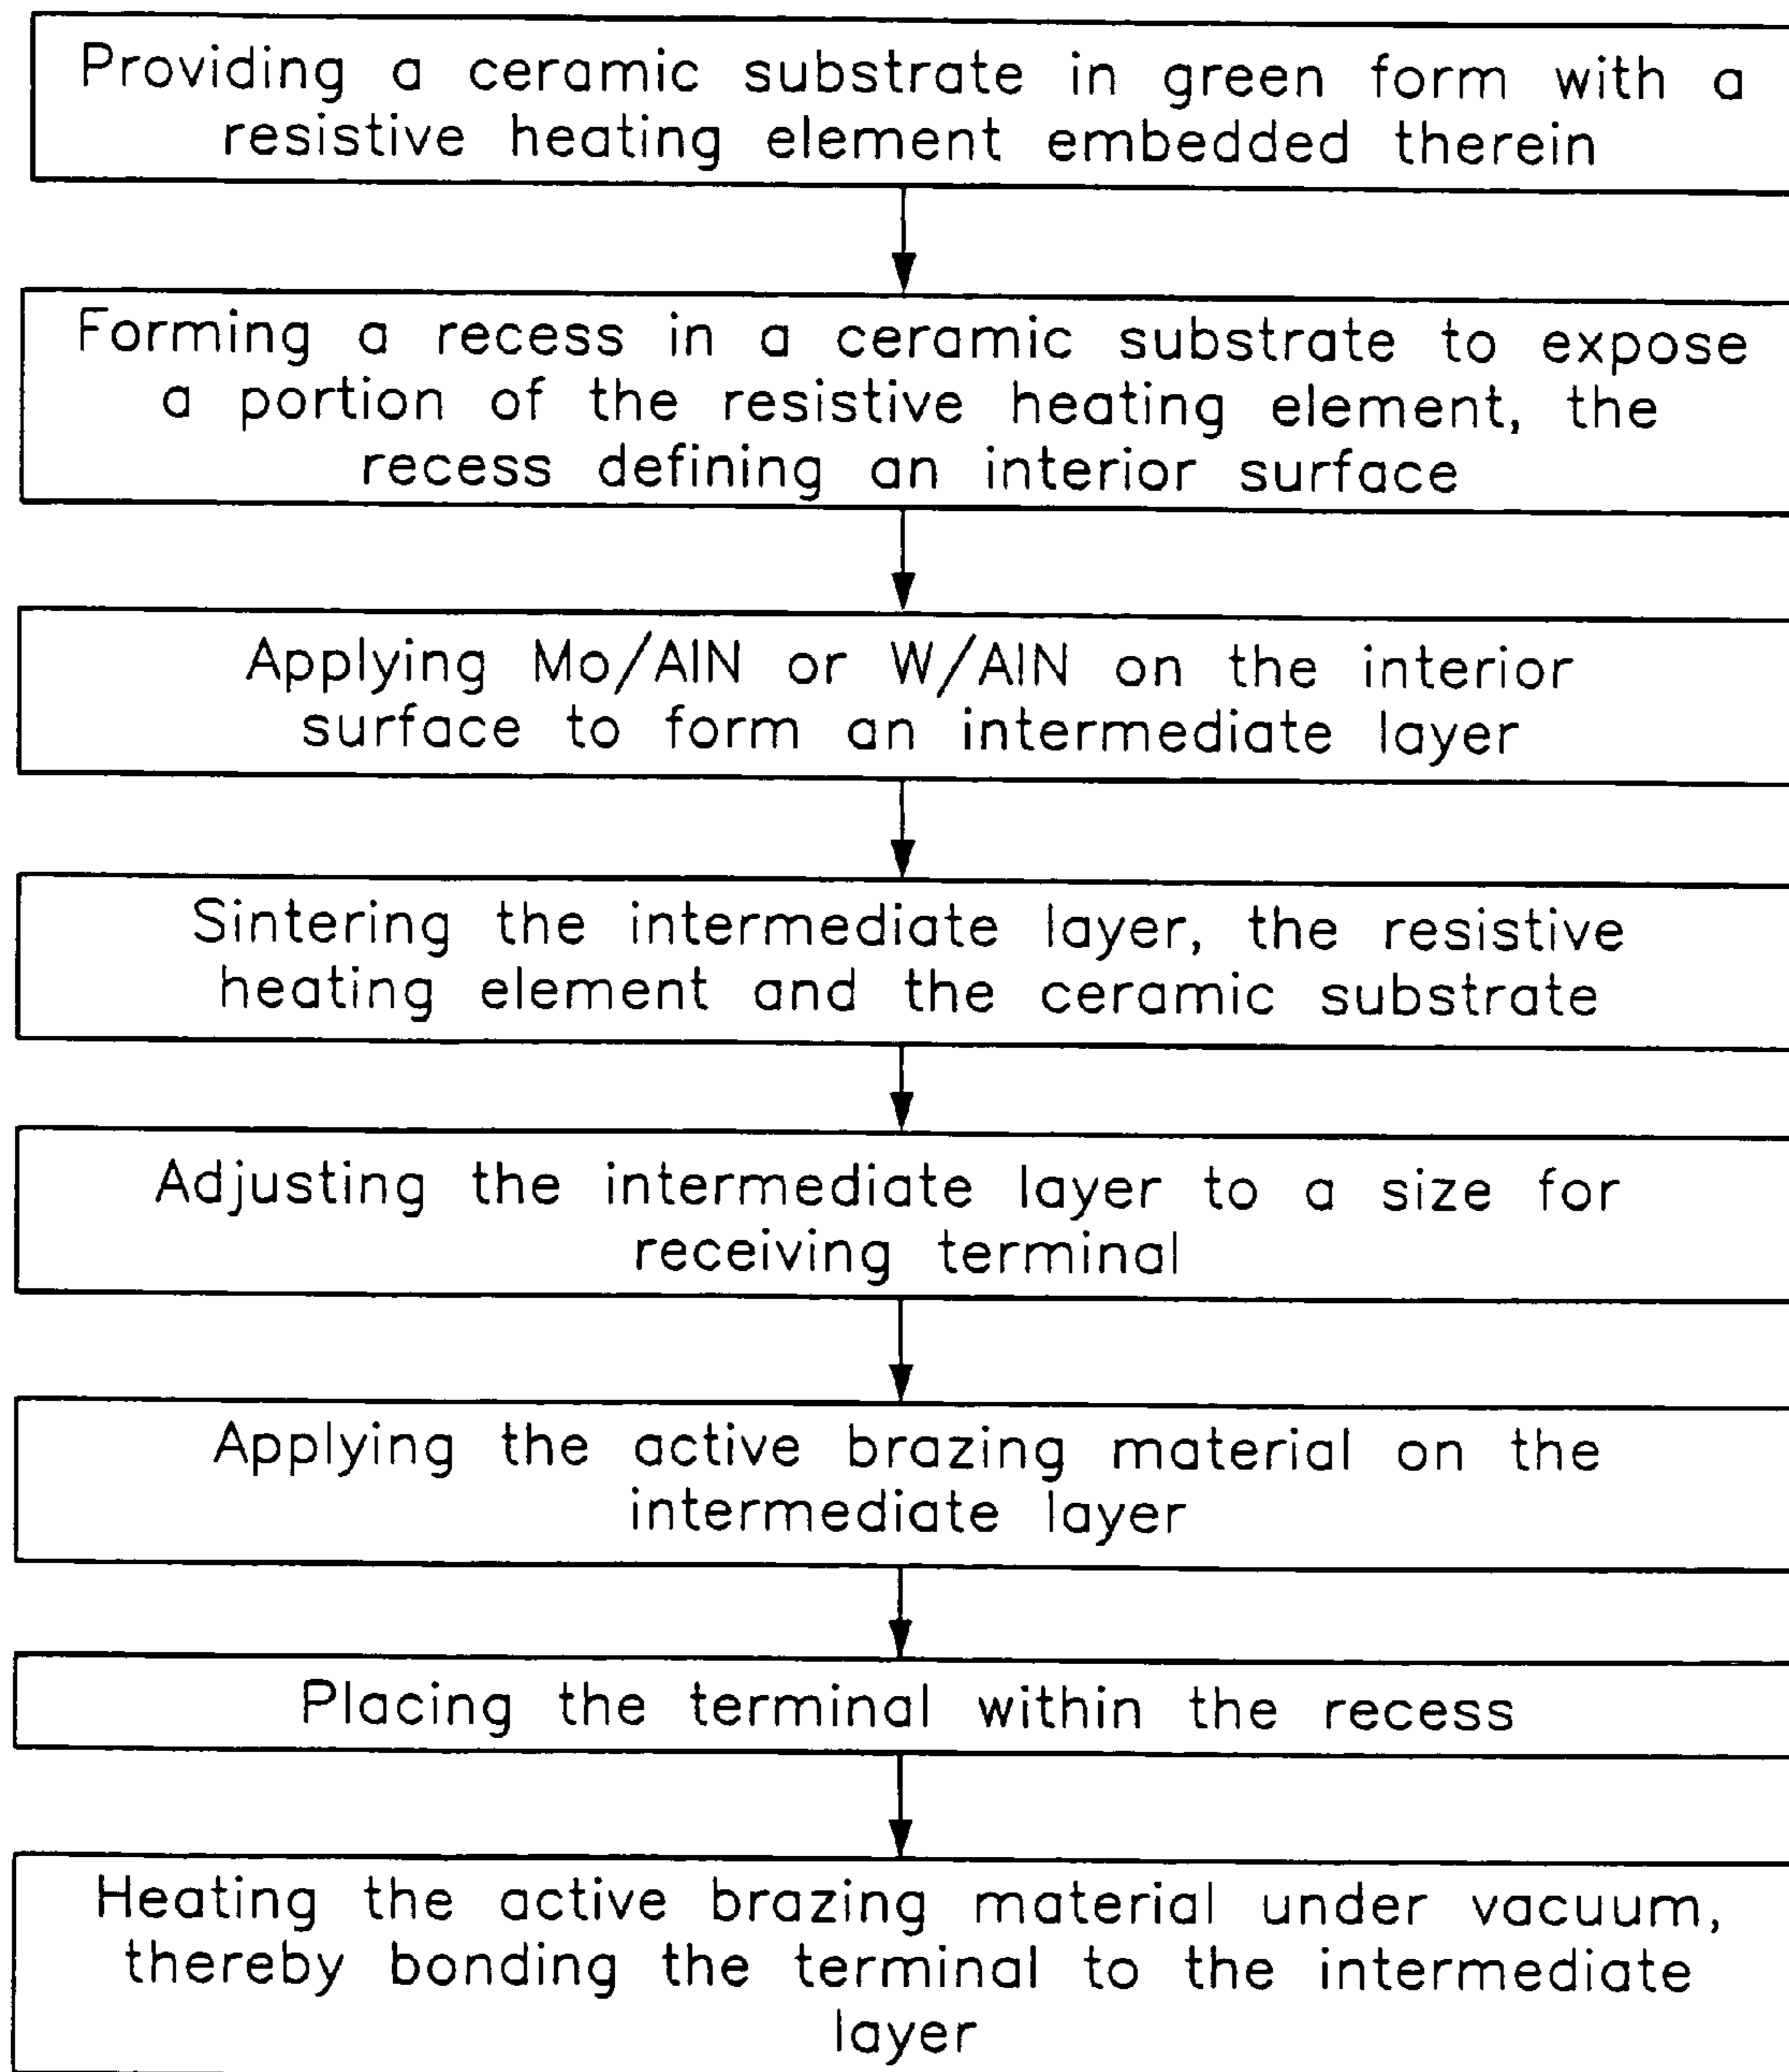 Providing a ceramic substrate in green form with a
resistive heating element embedded therein
Forming a recess in a ceramic substrate to expose
a portion of the resistive heating element, the
recess defining an interior surface
Applying Mo/AlN or W/AlN on the interior
surface to form an intermediate layer
Sintering the intermediate layer, the resistive
heating element and the ceramic substrate
Adjusting the intermediate layer to a size for
receiving terminal
Applying the active brazing material on the
intermediate layer
Placing the terminal within the recess
Heating the active brazing material under vacuum,
thereby bonding the terminal to the intermediate
layer